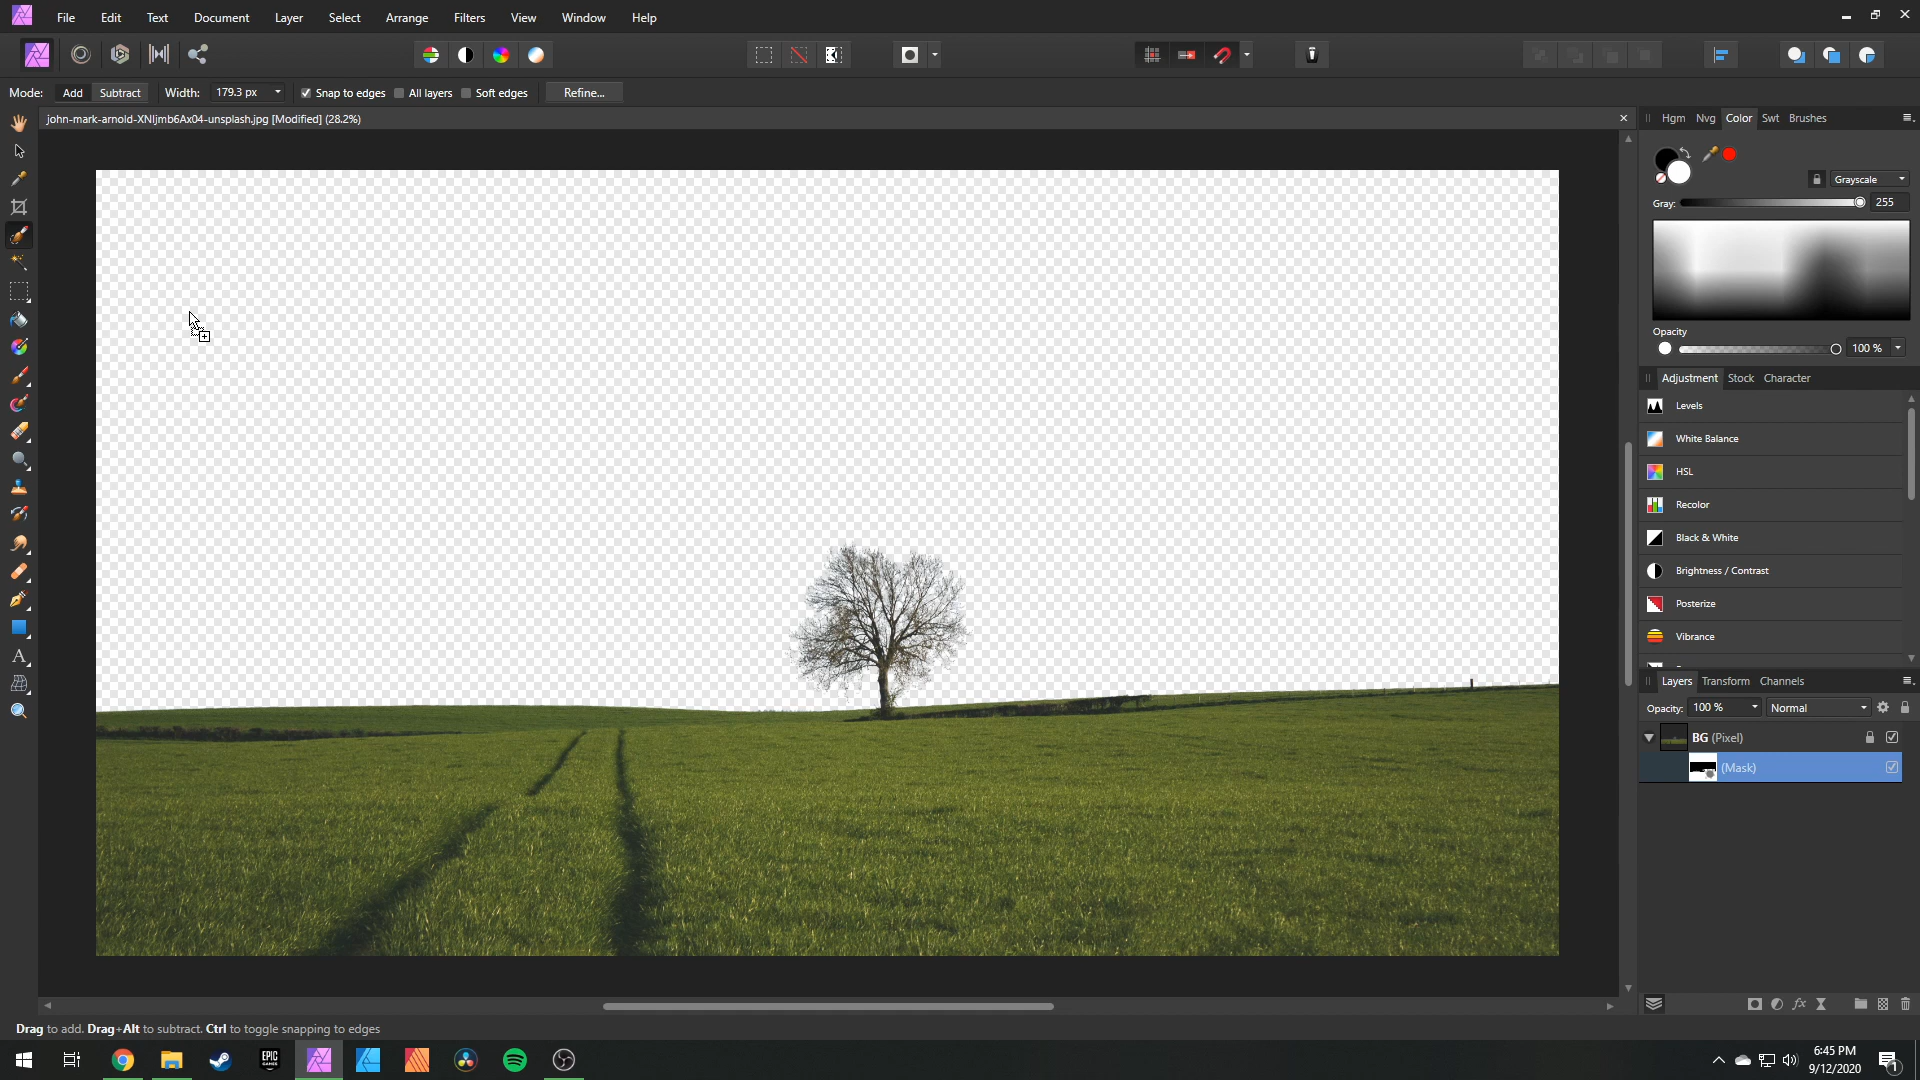 File Edit Text Document Layer Select Arrange Filters View Window Help
Mode: Add Subtract Width: 179.3 px Snap to edges All layers Soft edges Refine...
john-mark-arnold-XNIjmb6Ax04-unsplash.jpg [Modified] (28.2%)
Hgm Nvg Color Swt Brushes
Grayscale
Gray: 255
Opacity
100 %
Adjustment Stock Character
Levels
White Balance
HSL
Recolor
Black & White
Brightness / Contrast
Posterize
Vibrance
Layers Transform Channels
Opacity: 100 % Normal
BG (Pixel)
(Mask)
fx
Drag to add. Drag+Alt to subtract. Ctrl to toggle snapping to edges
EPIC
GAMES
6:45 PM
9/12/2020
1